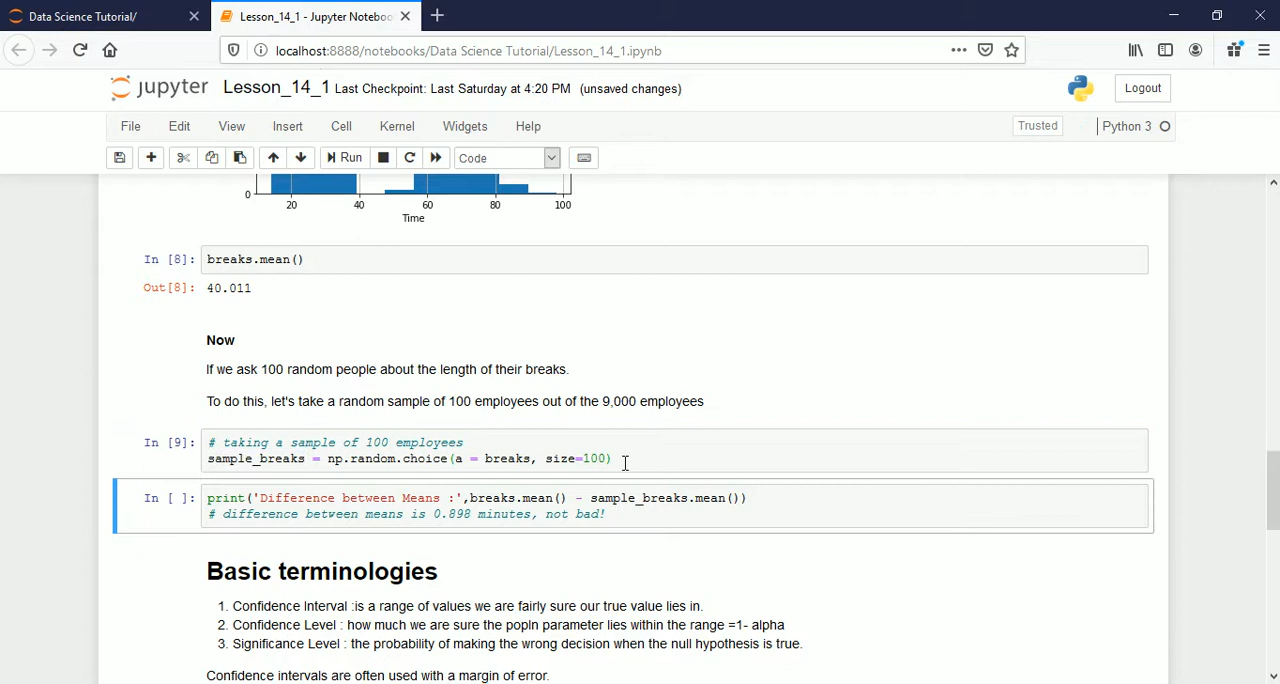 Data Science Tutorial/
Lesson_14_1 - Jupyter Noteboo
localhost:8888/notebooks/Data Science Tutorial/Lesson_14_1.ipynb
jupyter Lesson_14_1 Last Checkpoint: Last Saturday at 4:20 PM (unsaved changes)
Logout
File Edit View Insert Cell Kernel Widgets Help
Trusted
Python 3
Run
Code
0
20 40 60 80 100
Time
In [8]: breaks.mean()
Out[8]: 40.011
Now
If we ask 100 random people about the length of their breaks.
To do this, let's take a random sample of 100 employees out of the 9,000 employees
In [9]: # taking a sample of 100 employees
sample_breaks = np.random.choice(a = breaks, size=100)
In [ ]: print('Difference between Means :',breaks.mean() - sample_breaks.mean())
# difference between means is 0.898 minutes, not bad!
Basic terminologies
1. Confidence Interval :is a range of values we are fairly sure our true value lies in.
2. Confidence Level : how much we are sure the popln parameter lies within the range =1- alpha
3. Significance Level : the probability of making the wrong decision when the null hypothesis is true.
Confidence intervals are often used with a margin of error.